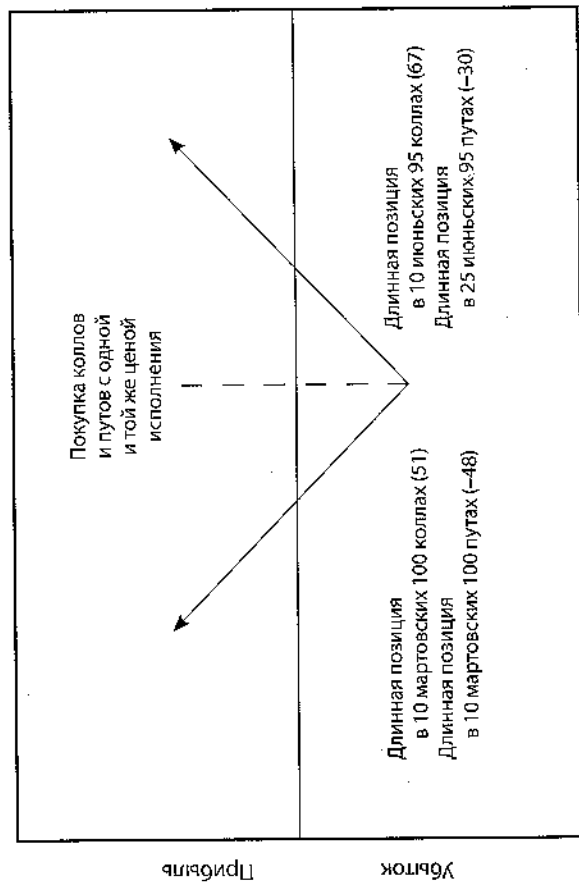 Прибыль
Убыток
Покупка коллов
и путов с одной
и той же ценой
исполнения
Длинная позиция
в 10 мартовских 100 коллах (51)
Длинная позиция
в 10 мартовских 100 путах (–48)
Длинная позиция
в 10 июньских 95 коллах (67)
Длинная позиция
в 25 июньских 95 путах (–30)